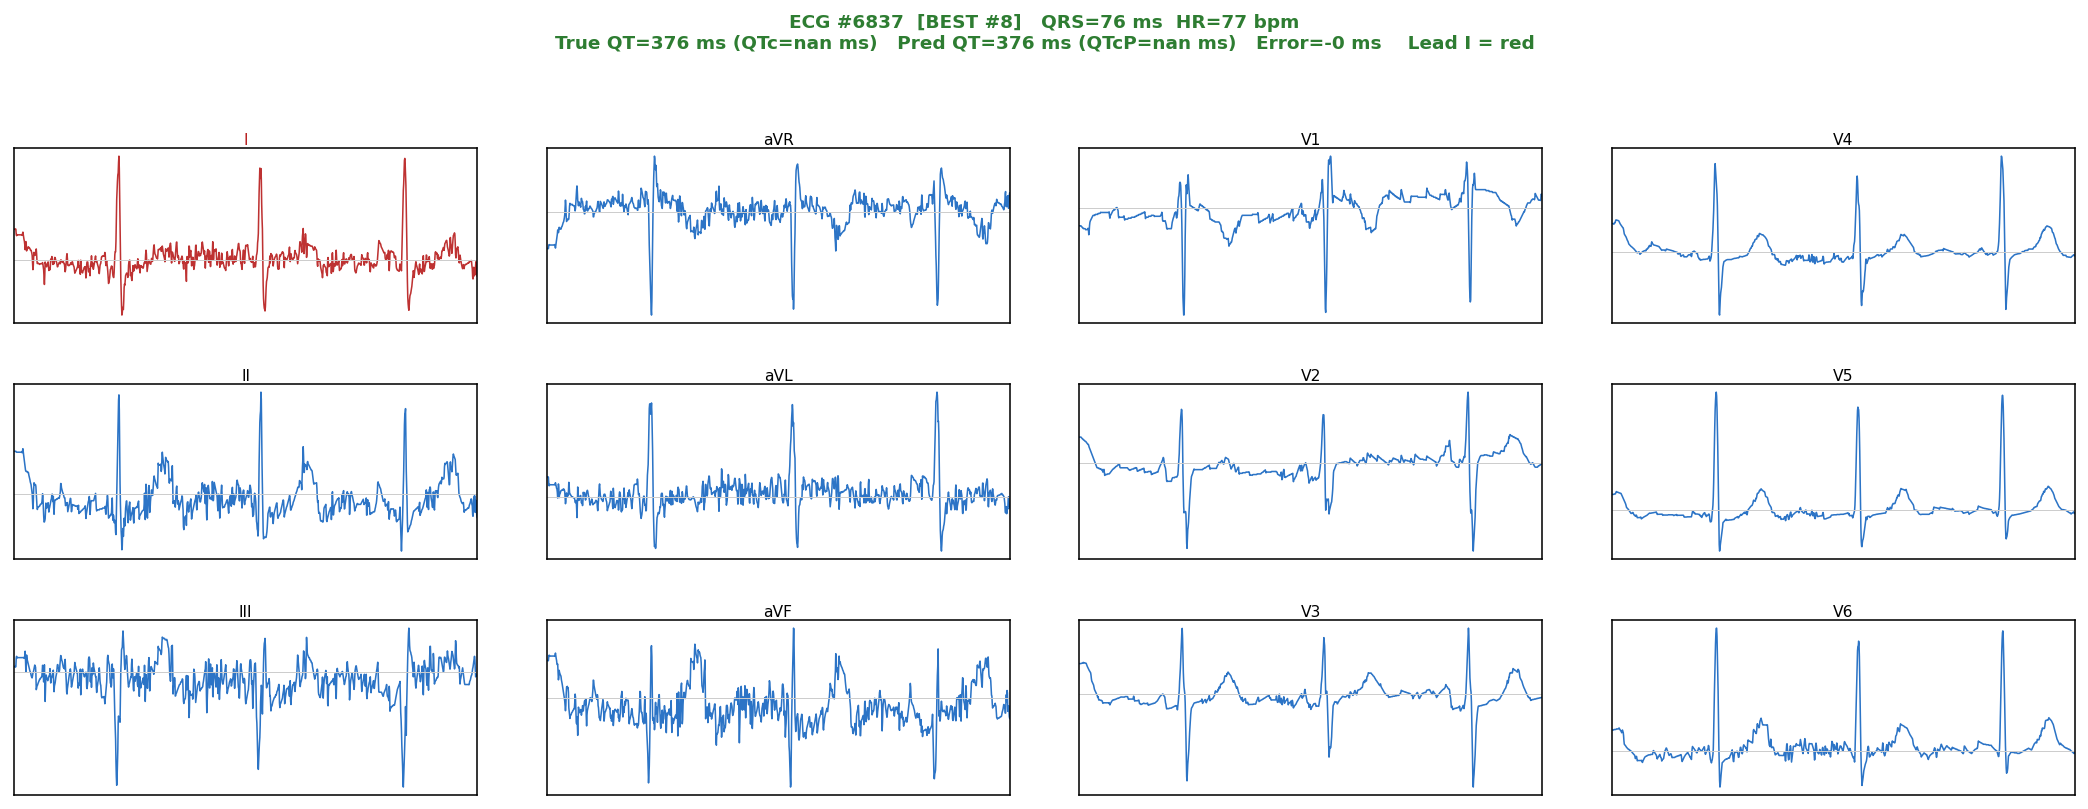 ECG #6837  [BEST #8]   QRS=76 ms  HR=77 bpm
True QT=376 ms (QTc=nan ms)   Pred QT=376 ms (QTcP=nan ms)   Error=-0 ms    Lead I = red
I
aVR
V1
V4
II
aVL
V2
V5
III
aVF
V3
V6